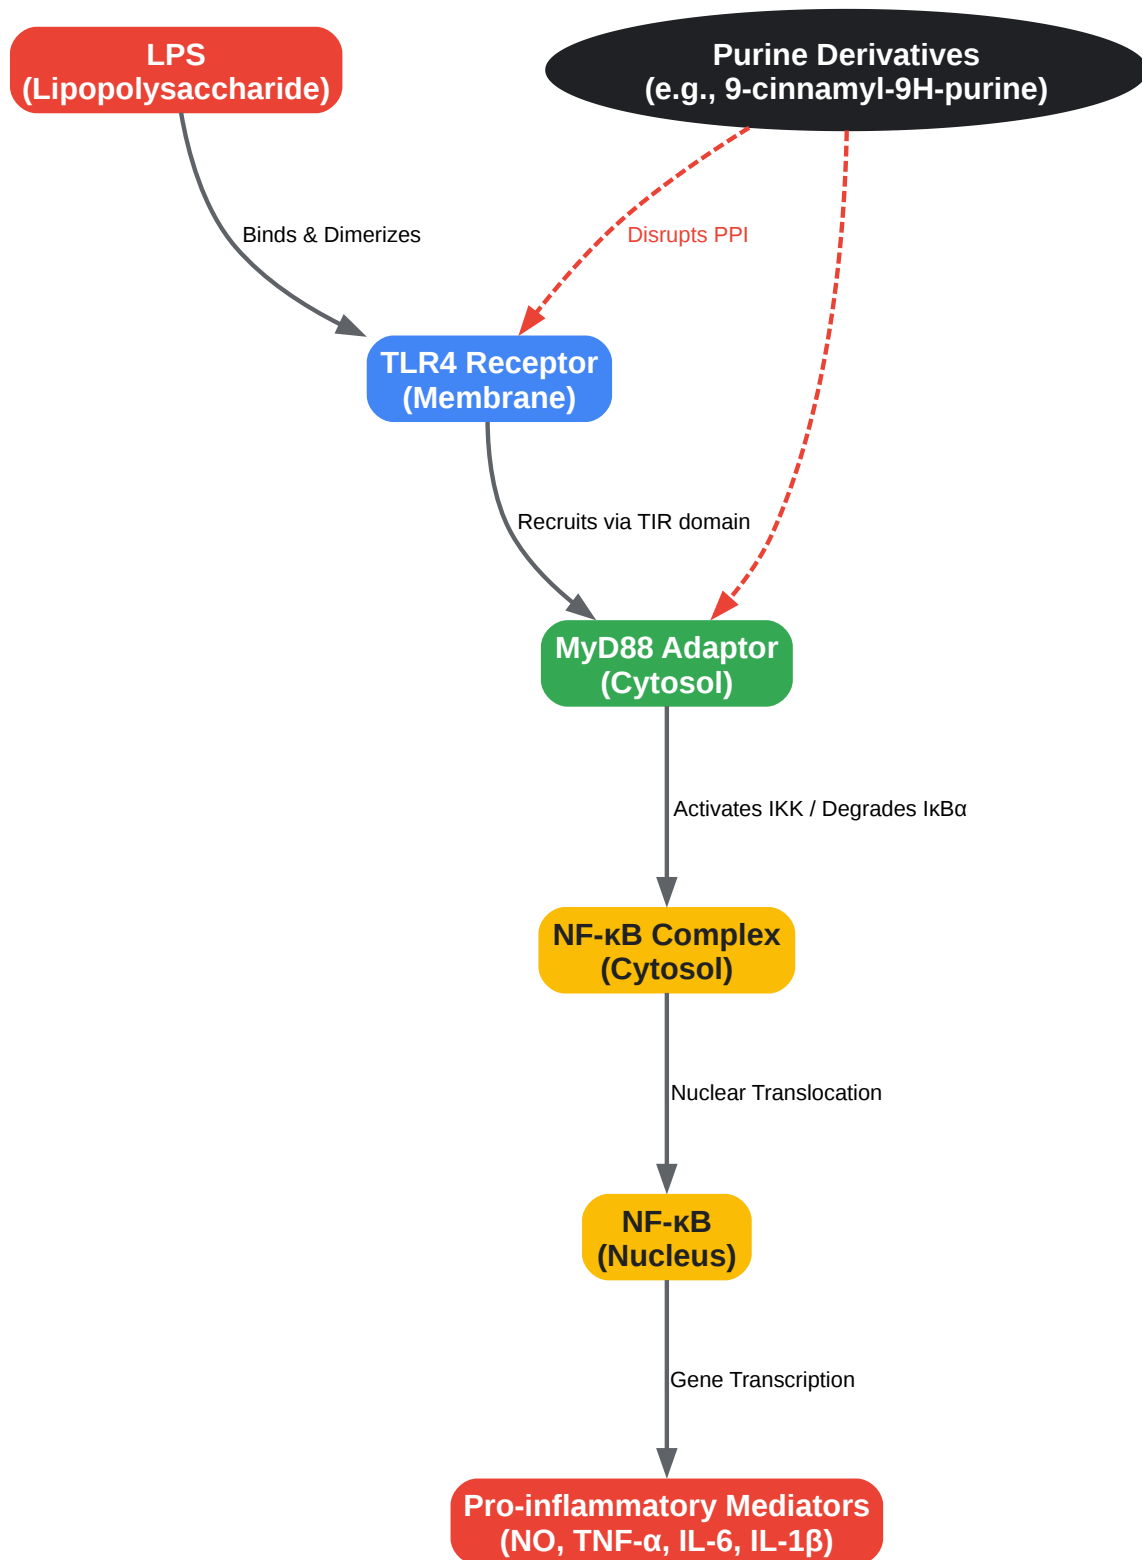 LPS
(Lipopolysaccharide)
Purine Derivatives
(e.g., 9-cinnamyl-9H-purine)
Binds & Dimerizes
Disrupts PPI
TLR4 Receptor
(Membrane)
Recruits via TIR domain
MyD88 Adaptor
(Cytosol)
Activates IKK / Degrades IκBα
NF-κB Complex
(Cytosol)
Nuclear Translocation
NF-κB
(Nucleus)
Gene Transcription
Pro-inflammatory Mediators
(NO, TNF-α, IL-6, IL-1β)